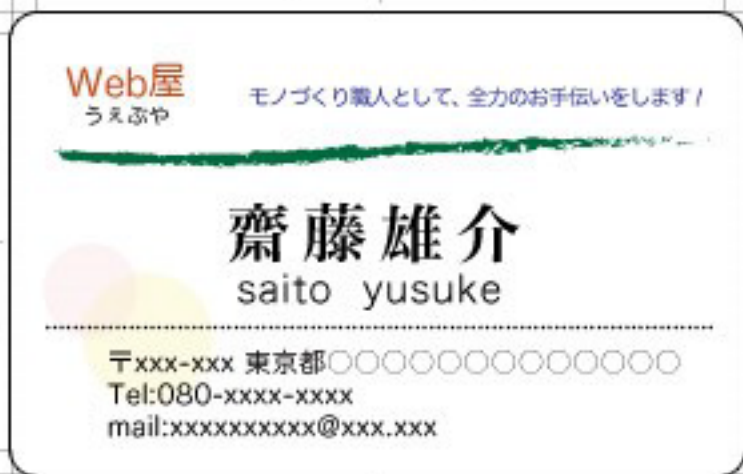 Web屋
うぇぶや
モノづくり職人として、全力のお手伝いをします!
齋藤雄介
saito yusuke
〒xxx-xxx 東京都○○○○○○○○○○○○○○
Tel:080-xxxx-xxxx
mail:xxxxxxxxxx@xxx.xxx